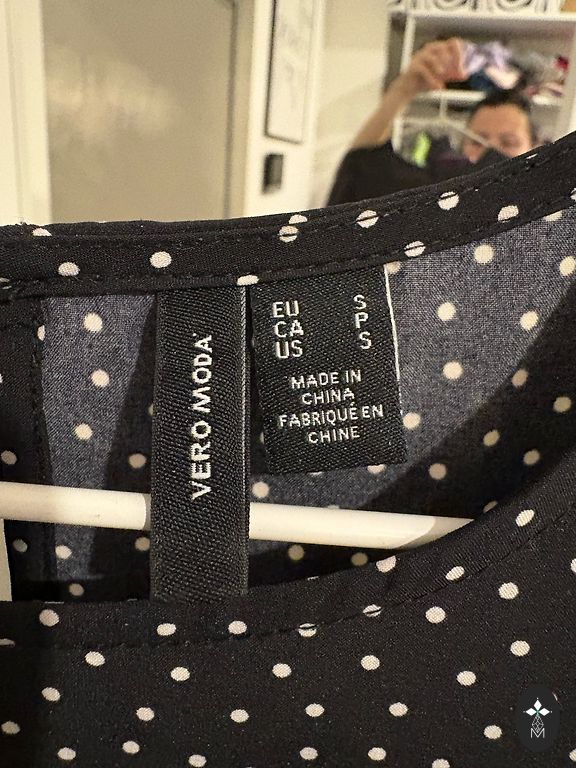 VERO MODA
EU S
CA P
US S
MADE IN
CHINA
FABRIQUÉ EN
CHINE
M